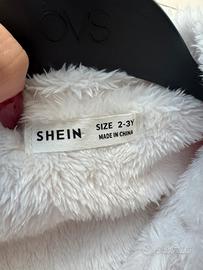 OVS
SHEIN
SIZE 2-3Y
MADE IN CHINA